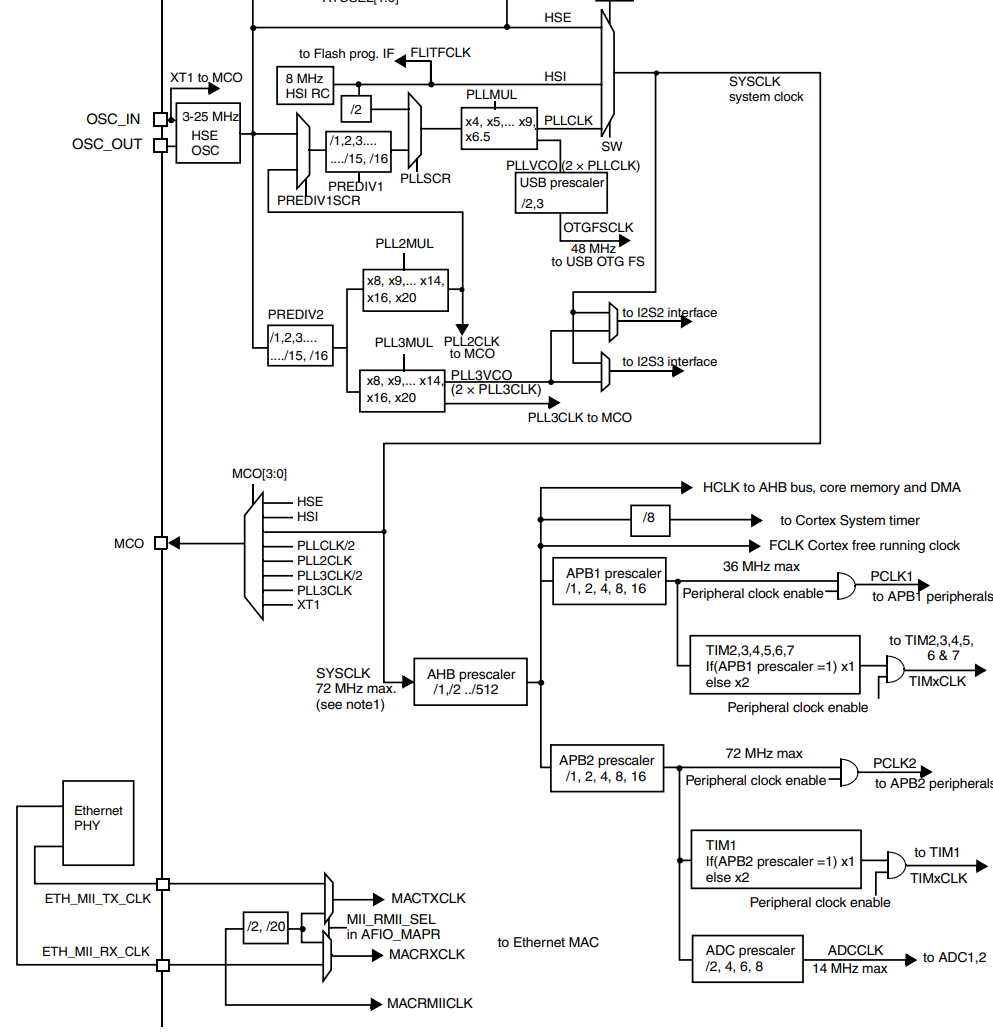 HSE
to Flash prog. IF
FLITFCLK
XT1 to MCO
8 MHz
HSI RC
HSI
SYSCLK
system clock
/2
PLLMUL
OSC_IN
OSC_OUT
3-25 MHz
HSE
OSC
x4, x5,... x9,
x6.5
PLLCLK
SW
/1,2,3....
..../15, /16
PLLSCR
PREDIV1
PREDIV1SCR
PLLVCO (2 × PLLCLK)
USB prescaler
/2,3
OTGFSCLK
48 MHz
to USB OTG FS
PLL2MUL
x8, x9,... x14,
x16, x20
PREDIV2
/1,2,3....
..../15, /16
PLL2CLK
to MCO
to I2S2 interface
PLL3MUL
x8, x9,... x14,
x16, x20
PLL3VCO
(2 × PLL3CLK)
to I2S3 interface
PLL3CLK to MCO
MCO[3:0]
HSE
HSI
MCO
PLLCLK/2
PLL2CLK
PLL3CLK/2
PLL3CLK
XT1
HCLK to AHB bus, core memory and DMA
/8
to Cortex System timer
FCLK Cortex free running clock
APB1 prescaler
/1, 2, 4, 8, 16
36 MHz max
Peripheral clock enable
PCLK1
to APB1 peripherals
TIM2,3,4,5,6,7
If(APB1 prescaler =1) x1
else x2
to TIM2,3,4,5,
6 & 7
TIMxCLK
Peripheral clock enable
SYSCLK
72 MHz max.
(see note1)
AHB prescaler
/1,/2 ../512
APB2 prescaler
/1, 2, 4, 8, 16
72 MHz max
Peripheral clock enable
PCLK2
to APB2 peripherals
TIM1
If(APB2 prescaler =1) x1
else x2
to TIM1
TIMxCLK
Peripheral clock enable
ADC prescaler
/2, 4, 6, 8
ADCCLK
14 MHz max
to ADC1,2
Ethernet
PHY
ETH_MII_TX_CLK
MACTXCLK
/2, /20
MII_RMII_SEL
in AFIO_MAPR
ETH_MII_RX_CLK
MACRXCLK
to Ethernet MAC
MACRMIICLK